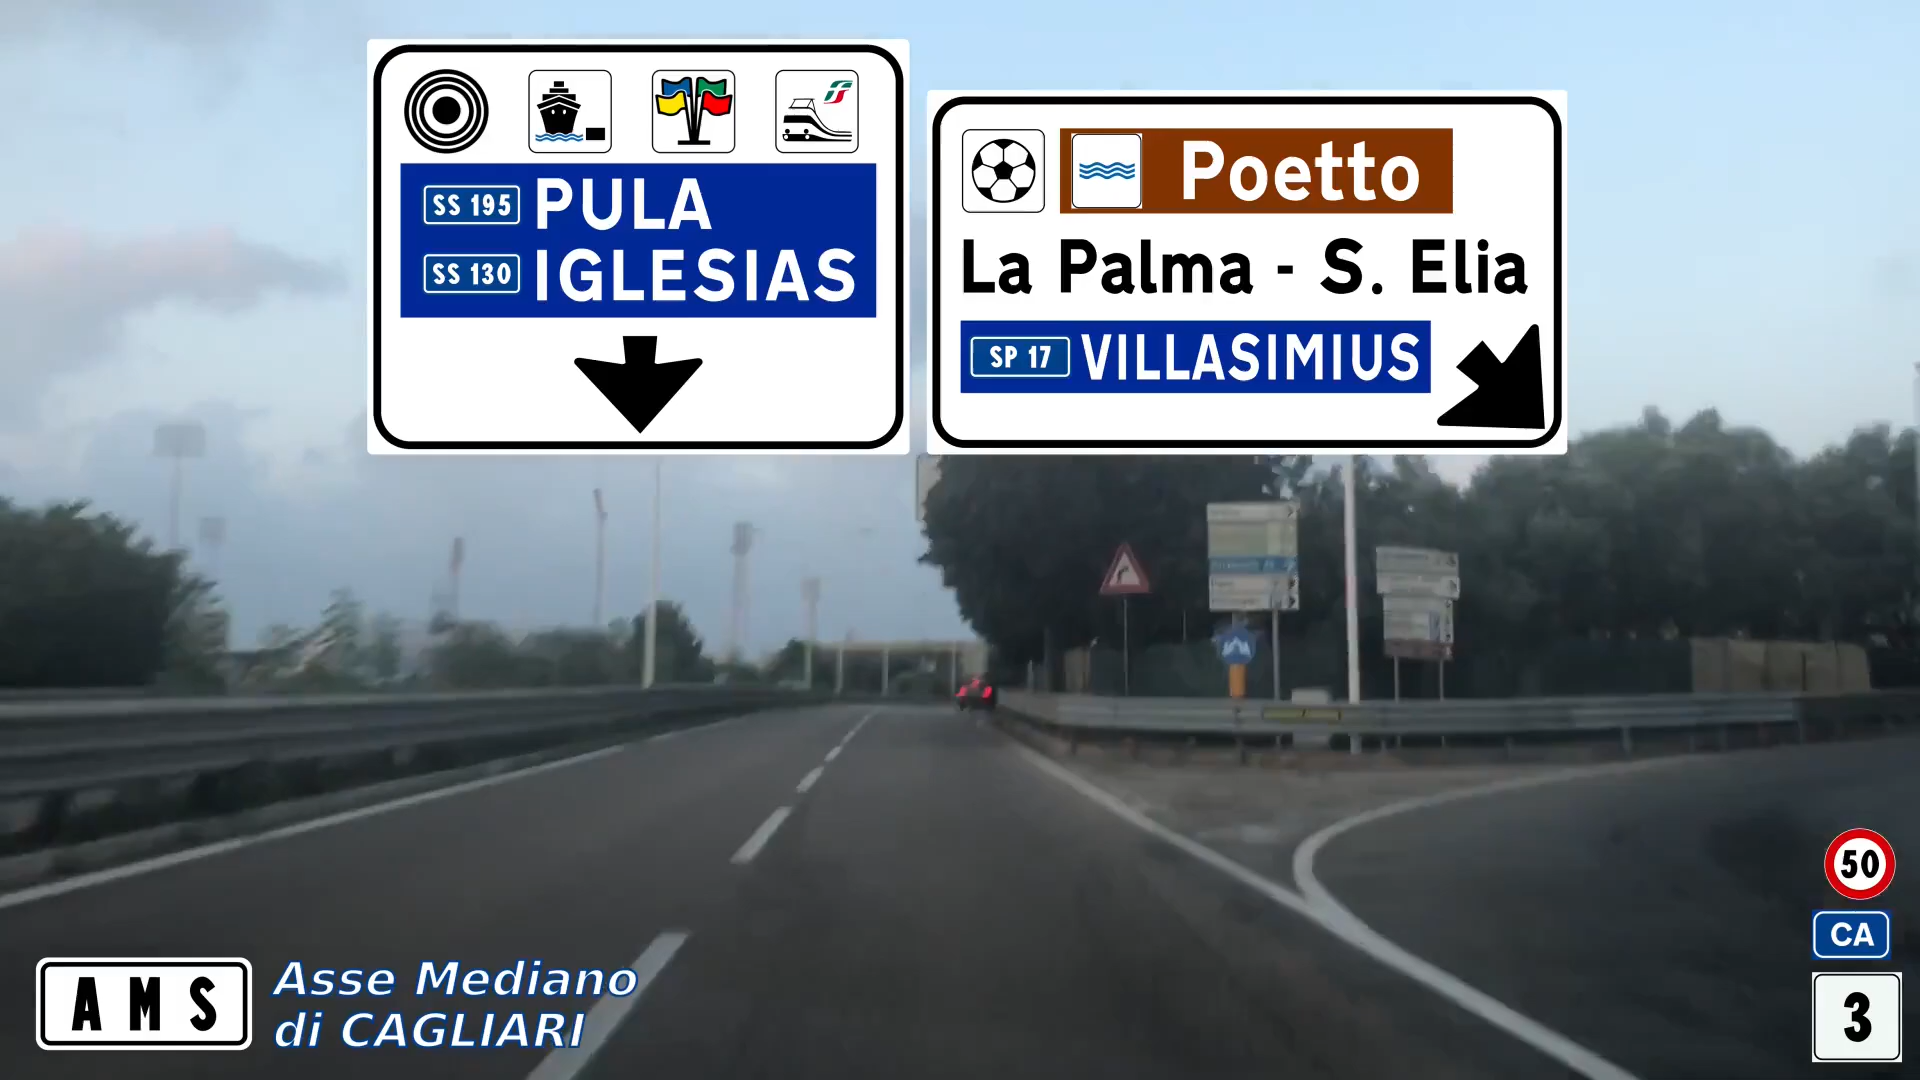 SS 195 PULA
SS 130 IGLESIAS
Poetto
La Palma - S. Elia
SP 17 VILLASIMIUS
50
CA
3
AMS
Asse Mediano
di CAGLIARI